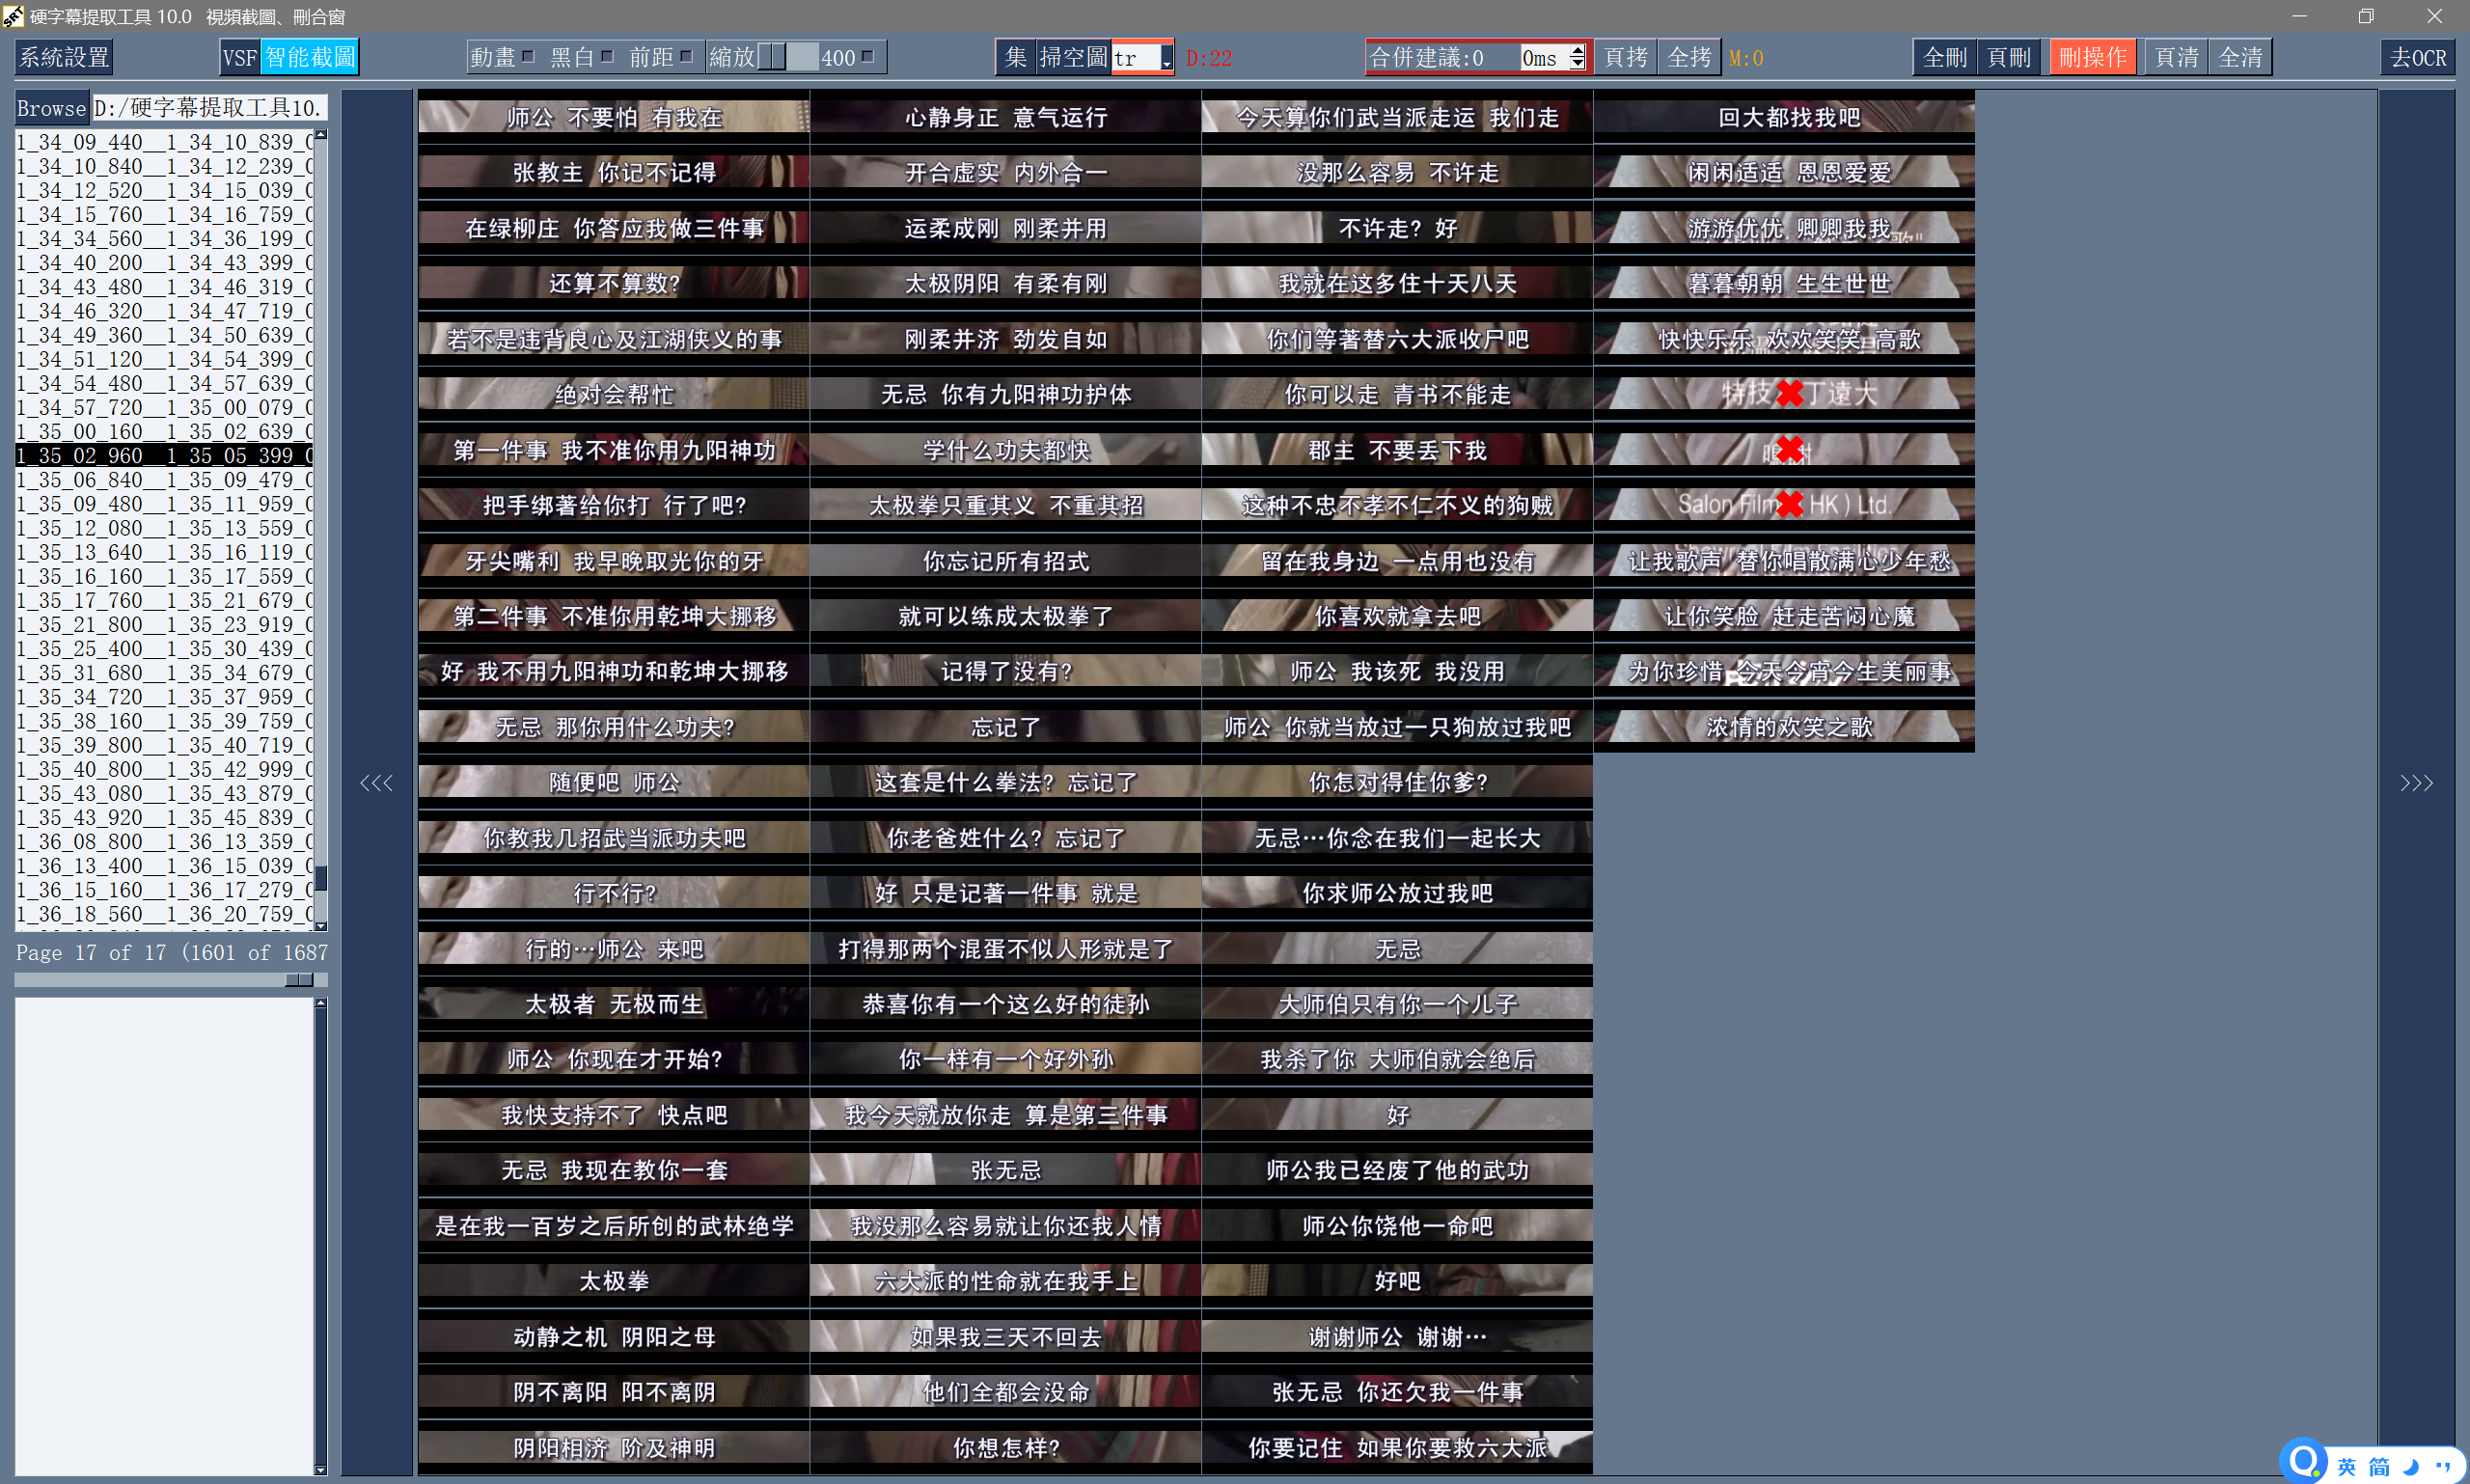 硬字幕提取工具 10.0 視頻截圖、刪合窗
系統設置
VSF 智能截圖
動畫 黑白 前距 縮放 400
集 掃空圖 tr D:22
合併建議:0 0ms 頁拷 全拷 M:0
全刪 頁刪 刪操作 頁清 全清
去OCR
Browse D:/硬字幕提取工具10.
1_34_09_440__1_34_10_839_0
1_34_10_840__1_34_12_239_0
1_34_12_520__1_34_15_039_0
1_34_15_760__1_34_16_759_0
1_34_34_560__1_34_36_199_0
1_34_40_200__1_34_43_399_0
1_34_43_480__1_34_46_319_0
1_34_46_320__1_34_47_719_0
1_34_49_360__1_34_50_639_0
1_34_51_120__1_34_54_399_0
1_34_54_480__1_34_57_639_0
1_34_57_720__1_35_00_079_0
1_35_00_160__1_35_02_639_0
1_35_02_960__1_35_05_399_0
1_35_06_840__1_35_09_479_0
1_35_09_480__1_35_11_959_0
1_35_12_080__1_35_13_559_0
1_35_13_640__1_35_16_119_0
1_35_16_160__1_35_17_559_0
1_35_17_760__1_35_21_679_0
1_35_21_800__1_35_23_919_0
1_35_25_400__1_35_30_439_0
1_35_31_680__1_35_34_679_0
1_35_34_720__1_35_37_959_0
1_35_38_160__1_35_39_759_0
1_35_39_800__1_35_40_719_0
1_35_40_800__1_35_42_999_0
1_35_43_080__1_35_43_879_0
1_35_43_920__1_35_45_839_0
1_36_08_800__1_36_13_359_0
1_36_13_400__1_36_15_039_0
1_36_15_160__1_36_17_279_0
1_36_18_560__1_36_20_759_0
Page 17 of 17 (1601 of 1687
<<<
师公 不要怕 有我在
张教主 你记不记得
在绿柳庄 你答应我做三件事
还算不算数?
若不是违背良心及江湖侠义的事
绝对会帮忙
第一件事 我不准你用九阳神功
把手绑著给你打 行了吧?
牙尖嘴利 我早晚取光你的牙
第二件事 不准你用乾坤大挪移
好 我不用九阳神功和乾坤大挪移
无忌 那你用什么功夫?
随便吧 师公
你教我几招武当派功夫吧
行不行?
行的…师公 来吧
太极者 无极而生
师公 你现在才开始?
我快支持不了 快点吧
无忌 我现在教你一套
是在我一百岁之后所创的武林绝学
太极拳
动静之机 阴阳之母
阴不离阳 阳不离阴
阴阳相济 阶及神明
心静身正 意气运行
开合虚实 内外合一
运柔成刚 刚柔并用
太极阴阳 有柔有刚
刚柔并济 劲发自如
无忌 你有九阳神功护体
学什么功夫都快
太极拳只重其义 不重其招
你忘记所有招式
就可以练成太极拳了
记得了没有?
忘记了
这套是什么拳法? 忘记了
你老爸姓什么? 忘记了
好 只是记著一件事 就是
打得那两个混蛋不似人形就是了
恭喜你有一个这么好的徒孙
你一样有一个好外孙
我今天就放你走 算是第三件事
张无忌
我没那么容易就让你还我人情
六大派的性命就在我手上
如果我三天不回去
他们全都会没命
你想怎样?
今天算你们武当派走运 我们走
没那么容易 不许走
不许走? 好
我就在这多住十天八天
你们等著替六大派收尸吧
你可以走 青书不能走
郡主 不要丢下我
这种不忠不孝不仁不义的狗贼
留在我身边 一点用也没有
你喜欢就拿去吧
师公 我该死 我没用
师公 你就当放过一只狗放过我吧
你怎对得住你爹?
无忌…你念在我们一起长大
你求师公放过我吧
无忌
大师伯只有你一个儿子
我杀了你 大师伯就会绝后
好
师公我已经废了他的武功
师公你饶他一命吧
好吧
谢谢师公 谢谢…
张无忌 你还欠我一件事
你要记住 如果你要救六大派
回大都找我吧
闲闲适适 恩恩爱爱
游游优优 卿卿我我
暮暮朝朝 生生世世
快快乐乐 欢欢笑笑 高歌
特技 丁遠大
Salon Film HK ) Ltd.
让我歌声 替你唱散满心少年愁
让你笑脸 赶走苦闷心魔
为你珍惜 今天今宵今生美丽事
浓情的欢笑之歌
>>>
英 简